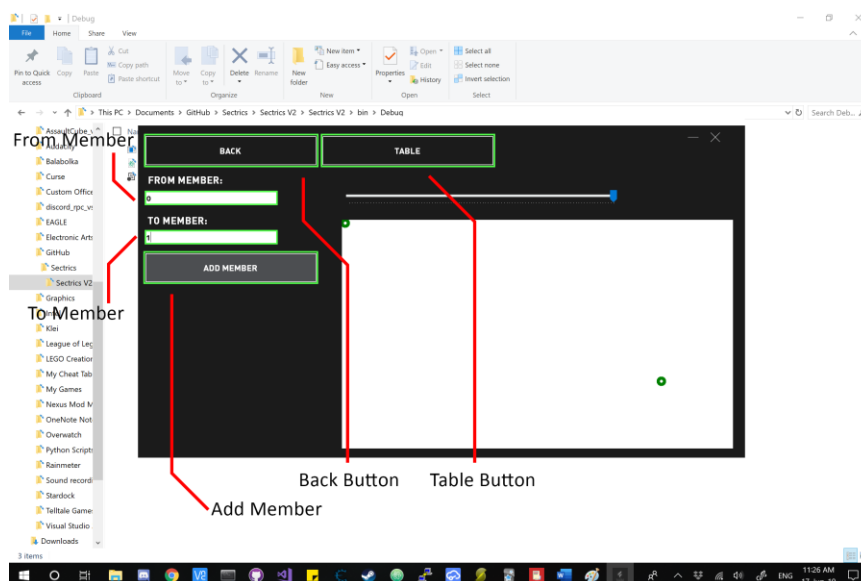 Debug
File Home Share View
Pin to Quick access
Copy
Paste
Cut
Copy path
Paste shortcut
Clipboard
Move to
Copy to
Delete
Rename
Organize
New folder
New item
Easy access
New
Properties
Open
Edit
History
Open
Select all
Select none
Invert selection
Select
This PC > Documents > GitHub > Sectrics > Sectrics V2 > Sectrics V2 > bin > Debug
Search Deb...
From Member
Balabolka
Curse
Custom Office
discord_rpc_vs
EAGLE
Electronic Arts
GitHub
Sectrics
Sectrics V2
Graphics
To Member
Klei
League of Leg
LEGO Creation
My Cheat Tab
My Games
Nexus Mod M
OneNote Not
Overwatch
Python Scripts
Rainmeter
Sound record
Stardock
Telltale Game
Visual Studio
Downloads
3 items
BACK
TABLE
FROM MEMBER:
0
TO MEMBER:
1
ADD MEMBER
Back Button
Table Button
Add Member
ENG
11:26 AM